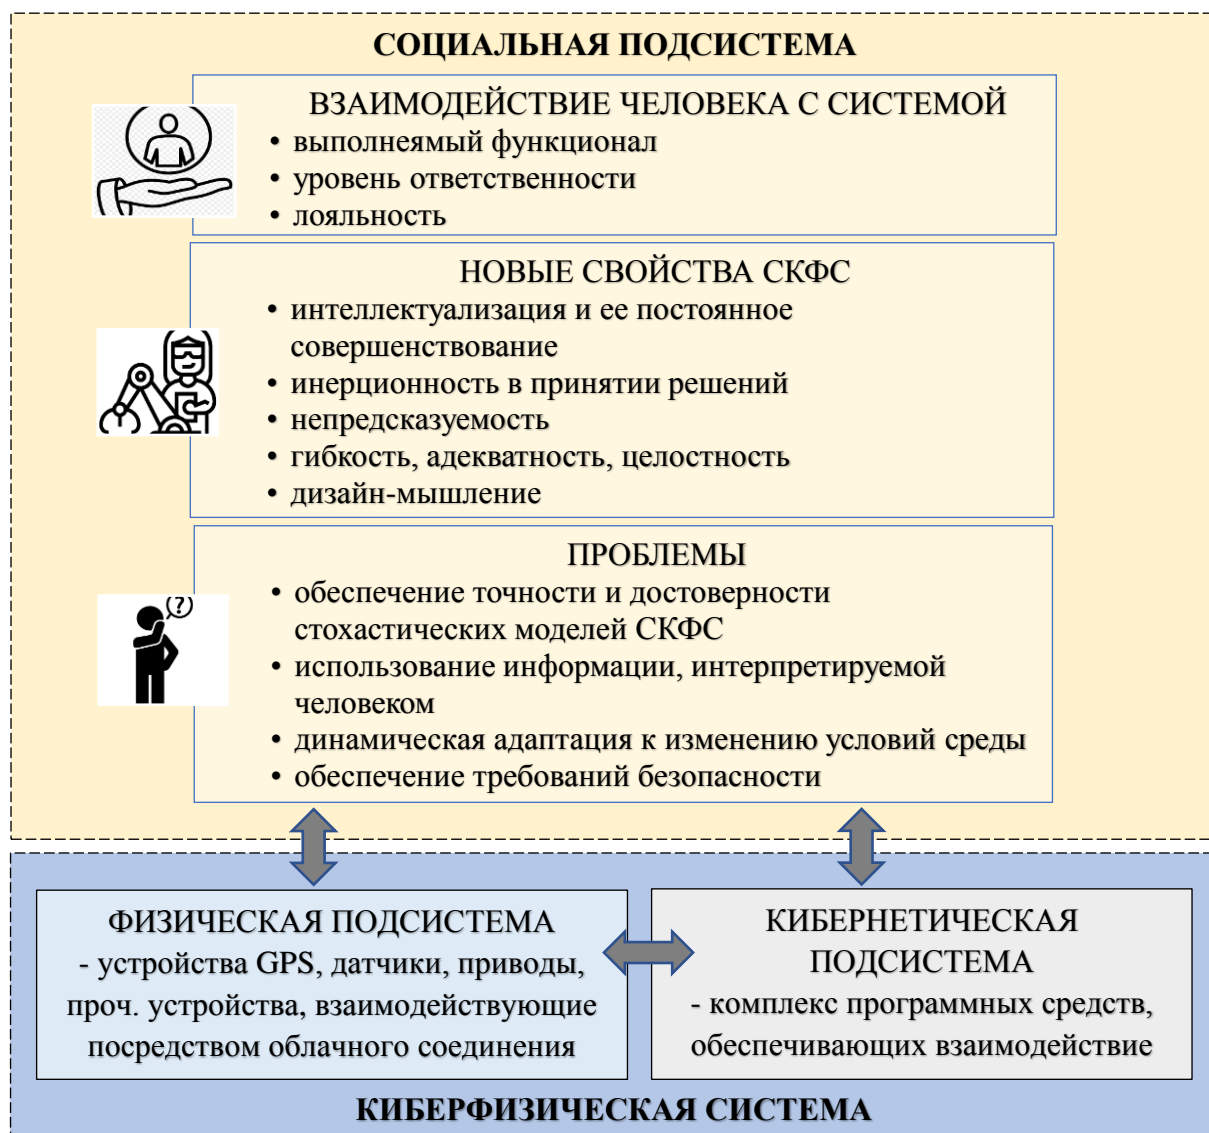 СОЦИАЛЬНАЯ ПОДСИСТЕМА
ВЗАИМОДЕЙСТВИЕ ЧЕЛОВЕКА С СИСТЕМОЙ
• выполнеямый функционал
• уровень ответственности
• лояльность
НОВЫЕ СВОЙСТВА СКФС
• интеллектуализация и ее постоянное
совершенствование
• инерционность в принятии решений
• непредсказуемость
• гибкость, адекватность, целостность
• дизайн-мышление
ПРОБЛЕМЫ
?
• обеспечение точности и достоверности
стохастических моделей СКФС
• использование информации, интерпретируемой
человеком
• динамическая адаптация к изменению условий среды
• обеспечение требований безопасности
ФИЗИЧЕСКАЯ ПОДСИСТЕМА
- устройства GPS, датчики, приводы,
проч. устройства, взаимодействующие
посредством облачного соединения
КИБЕРНЕТИЧЕСКАЯ
ПОДСИСТЕМА
- комплекс программных средств,
обеспечивающих взаимодействие
КИБЕРФИЗИЧЕСКАЯ СИСТЕМА